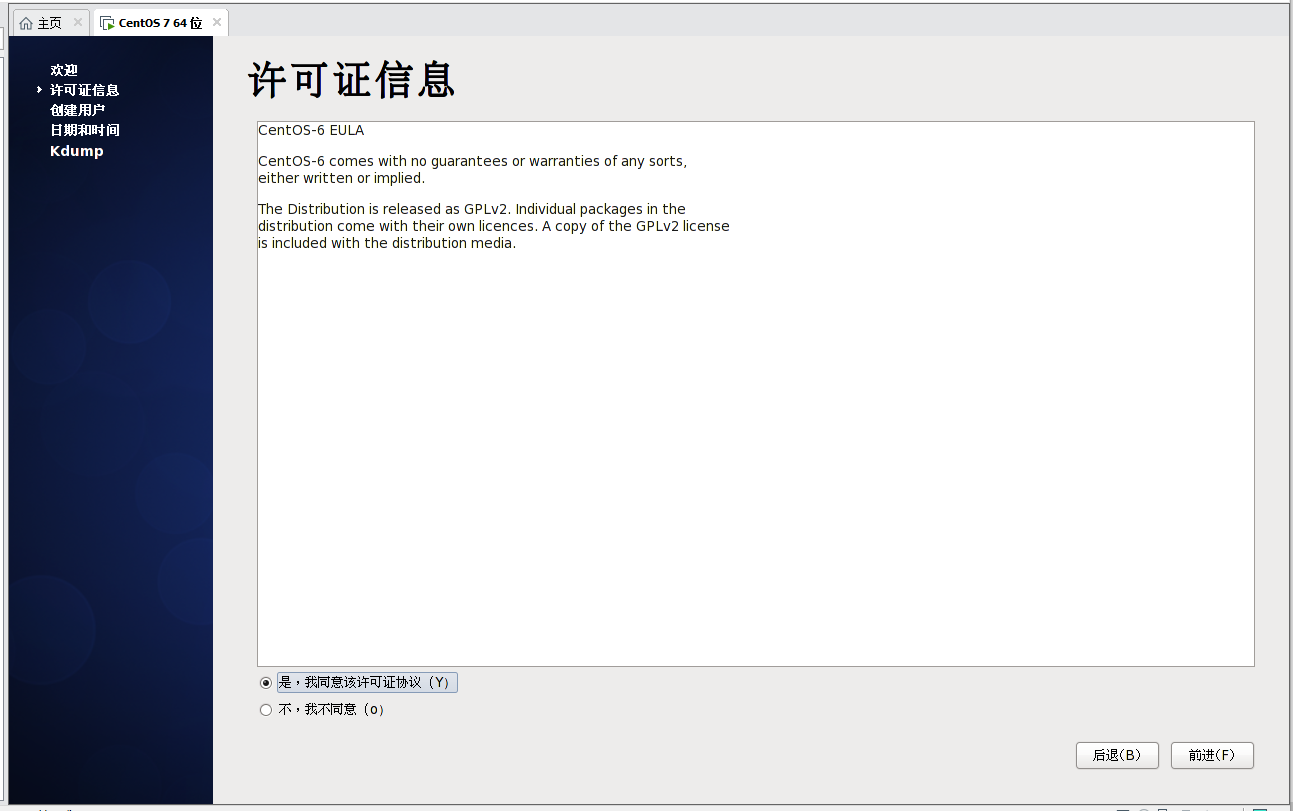 主页
CentOS 7 64 位
欢迎
许可证信息
创建用户
日期和时间
Kdump
许可证信息
CentOS-6 EULA
CentOS-6 comes with no guarantees or warranties of any sorts,
either written or implied.
The Distribution is released as GPLv2. Individual packages in the
distribution come with their own licences. A copy of the GPLv2 license
is included with the distribution media.
是，我同意该许可证协议（Y）
不，我不同意（o）
后退(B)
前进(F)